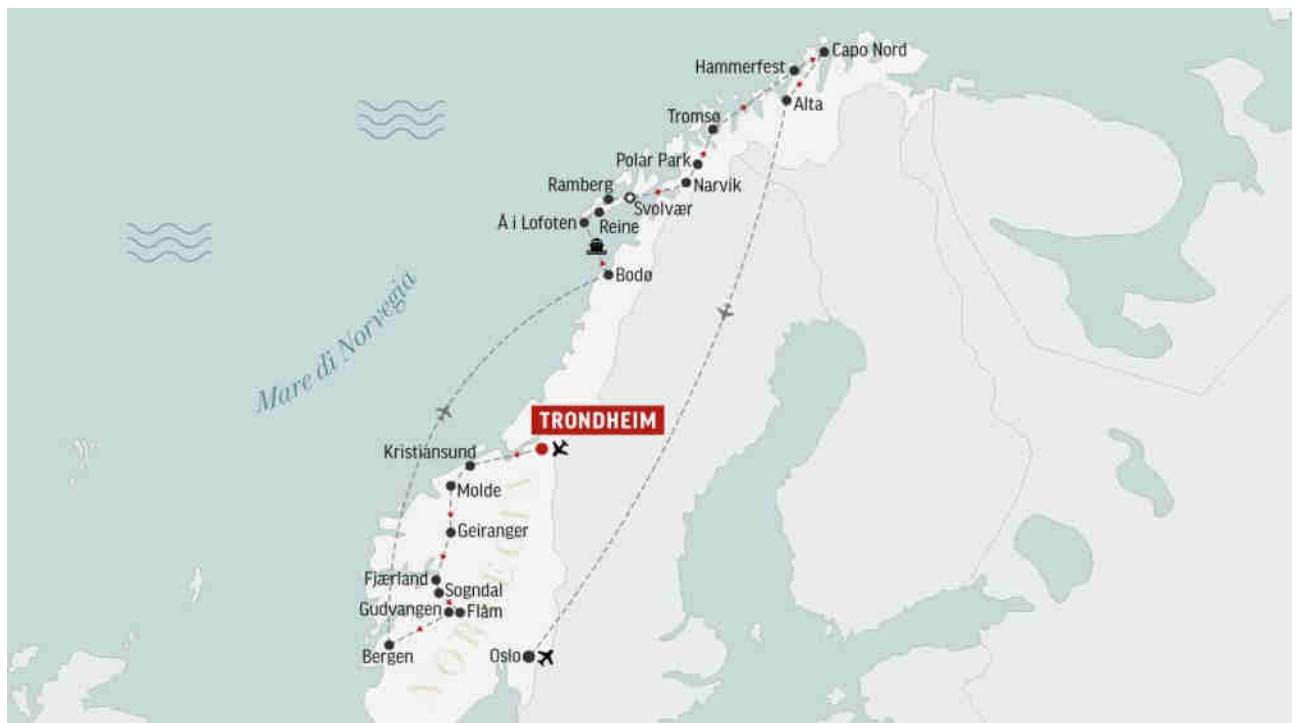 Capo Nord
Hammerfest
Alta
Tromsø
Polar Park
Narvik
Ramberg
Svolvær
Reine
Å i Lofoten
Bodø
Mare di Norvegia
TRONDHEIM
Kristiansund
Molde
Geiranger
Fjærland
Sogndal
Gudvangen
Flåm
Bergen
Oslo
NORVEGIA